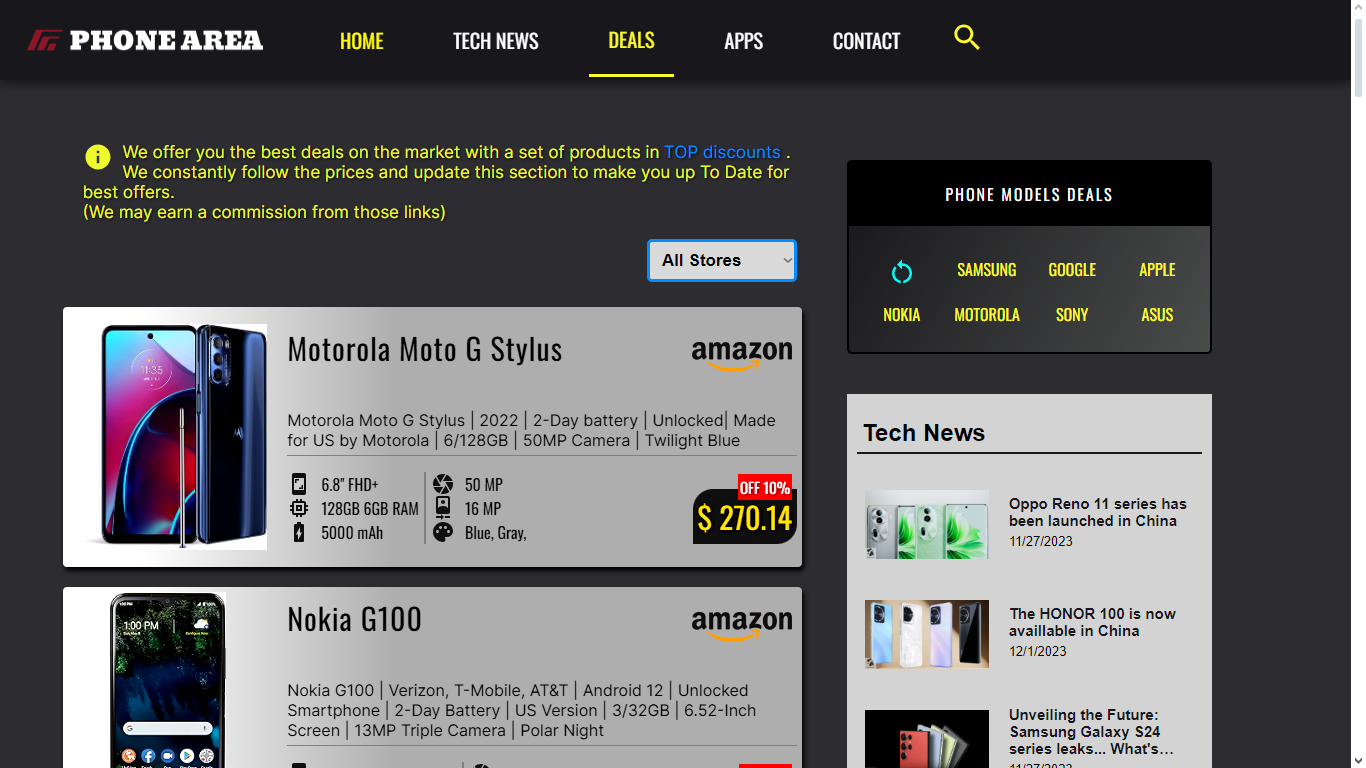 PHONE AREA
HOME
TECH NEWS
DEALS
APPS
CONTACT
We offer you the best deals on the market with a set of products in TOP discounts .
We constantly follow the prices and update this section to make you up To Date for
best offers.
(We may earn a commission from those links)
All Stores
Motorola Moto G Stylus
amazon
11:35
Motorola Moto G Stylus | 2022 | 2-Day battery | Unlocked| Made
for US by Motorola | 6/128GB | 50MP Camera | Twilight Blue
6.8" FHD+
50 MP
128GB 6GB RAM
16 MP
5000 mAh
Blue, Gray,
OFF 10%
$ 270.14
Nokia G100
amazon
1:00 PM
Nokia G100 | Verizon, T-Mobile, AT&T | Android 12 | Unlocked
Smartphone | 2-Day Battery | US Version | 3/32GB | 6.52-Inch
Screen | 13MP Triple Camera | Polar Night
PHONE MODELS DEALS
SAMSUNG
GOOGLE
APPLE
NOKIA
MOTOROLA
SONY
ASUS
Tech News
Oppo Reno 11 series has
been launched in China
11/27/2023
The HONOR 100 is now
availlable in China
12/1/2023
Unveiling the Future:
Samsung Galaxy S24
series leaks... What's...
11/27/2023